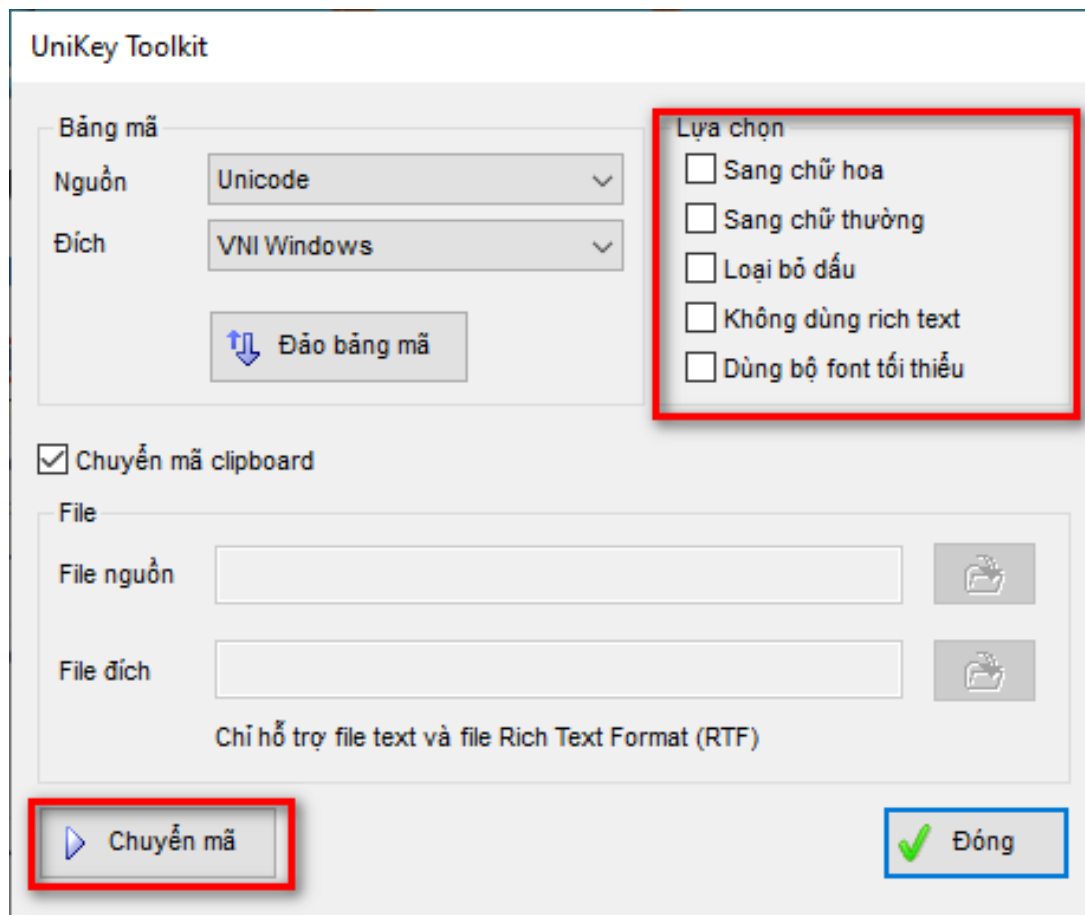 UniKey Toolkit
Bảng mã
Nguồn
Unicode
Đích
VNI Windows
Đảo bảng mã
Lựa chọn
Sang chữ hoa
Sang chữ thường
Loại bỏ dấu
Không dùng rich text
Dùng bộ font tối thiểu
Chuyển mã clipboard
File
File nguồn
File đích
Chỉ hỗ trợ file text và file Rich Text Format (RTF)
Chuyển mã
Đóng